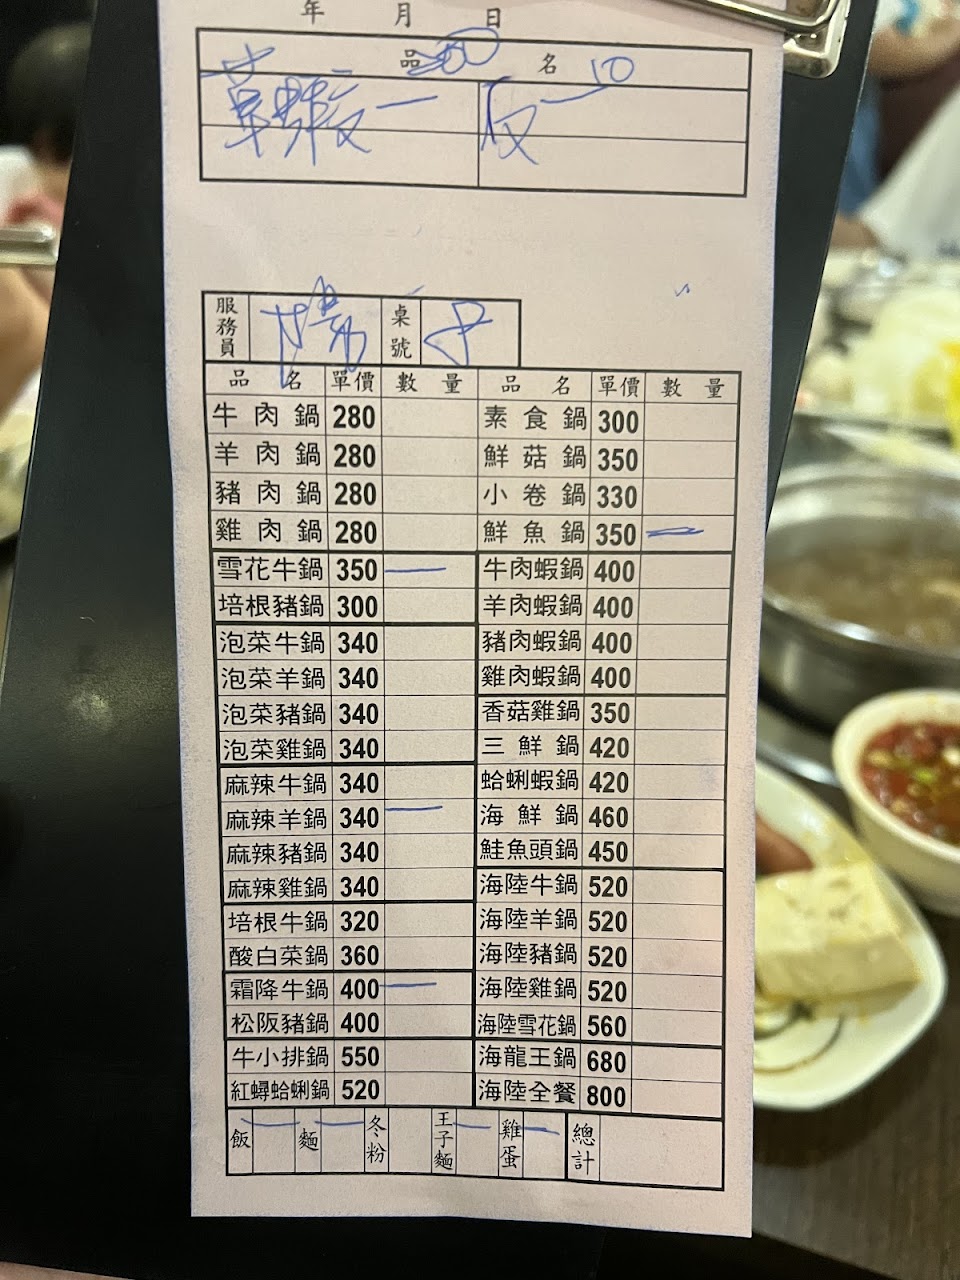 年 月 日
品 名 10
草蝦 一
服務員 桌號
品 名 單價 數 量 品 名 單價 數 量
牛肉鍋 280 素食鍋 300
羊肉鍋 280 鮮菇鍋 350
豬肉鍋 280 小卷鍋 330
雞肉鍋 280 鮮魚鍋 350 一
雪花牛鍋 350 一 牛肉蝦鍋 400
培根豬鍋 300 羊肉蝦鍋 400
泡菜牛鍋 340 豬肉蝦鍋 400
泡菜羊鍋 340 雞肉蝦鍋 400
泡菜豬鍋 340 香菇雞鍋 350
泡菜雞鍋 340 三鮮鍋 420
麻辣牛鍋 340 蛤蜊蝦鍋 420
麻辣羊鍋 340 一 海鮮鍋 460
麻辣豬鍋 340 鮭魚頭鍋 450
麻辣雞鍋 340 海陸牛鍋 520
培根牛鍋 320 海陸羊鍋 520
酸白菜鍋 360 海陸豬鍋 520
霜降牛鍋 400 一 海陸雞鍋 520
松阪豬鍋 400 海陸雪花鍋 560
牛小排鍋 550 海龍王鍋 680
紅蟳蛤蜊鍋 520 海陸全餐 800
飯 一 麵 一 冬粉 王子麵 一 雞蛋 一 總計